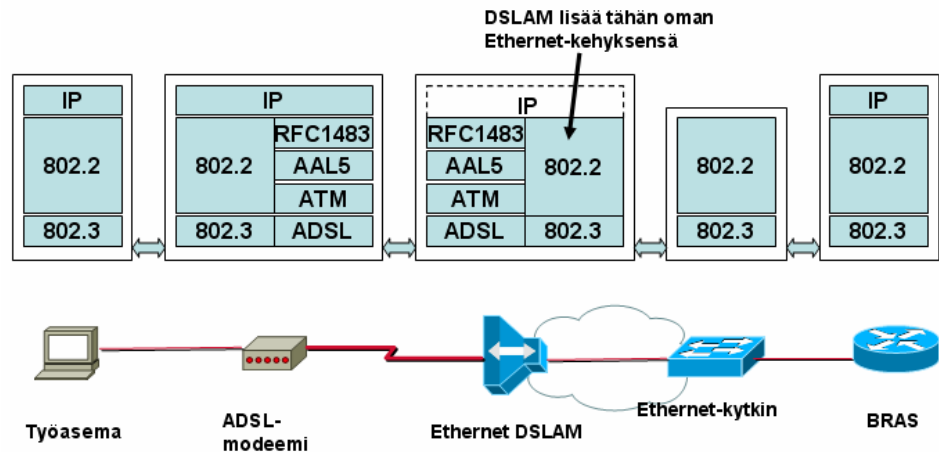 DSLAM lisää tähän oman
Ethernet-kehyksensä
IP
802.2
802.3
IP
802.2
802.3
RFC1483
AAL5
ATM
ADSL
IP
RFC1483
AAL5
ATM
ADSL
802.2
802.3
802.2
802.3
IP
802.2
802.3
Työasema
ADSL-
modeemi
Ethernet DSLAM
Ethernet-kytkin
BRAS